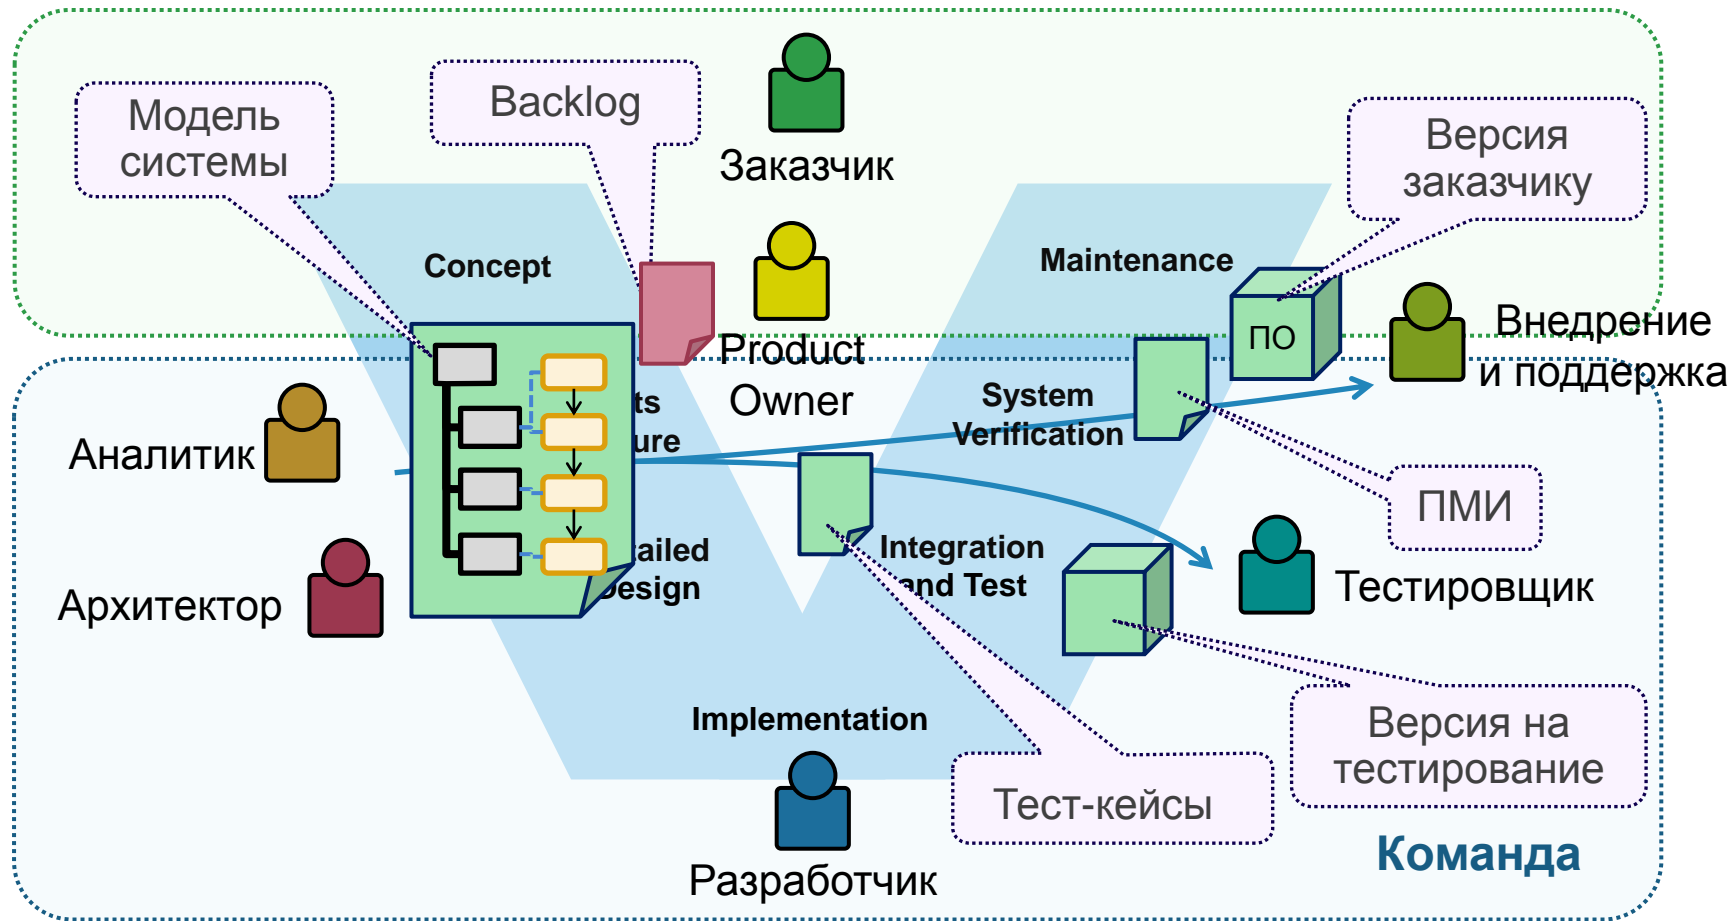 Модель
системы
Backlog
Заказчик
Версия
заказчику
Concept
Maintenance
ПО
Внедрение
и поддержка
Product
Owner
System
Verification
Аналитик
ПМИ
Архитектор
Design
Integration
and Test
Тестировщик
Implementation
Версия на
тестирование
Тест-кейсы
Разработчик
Команда